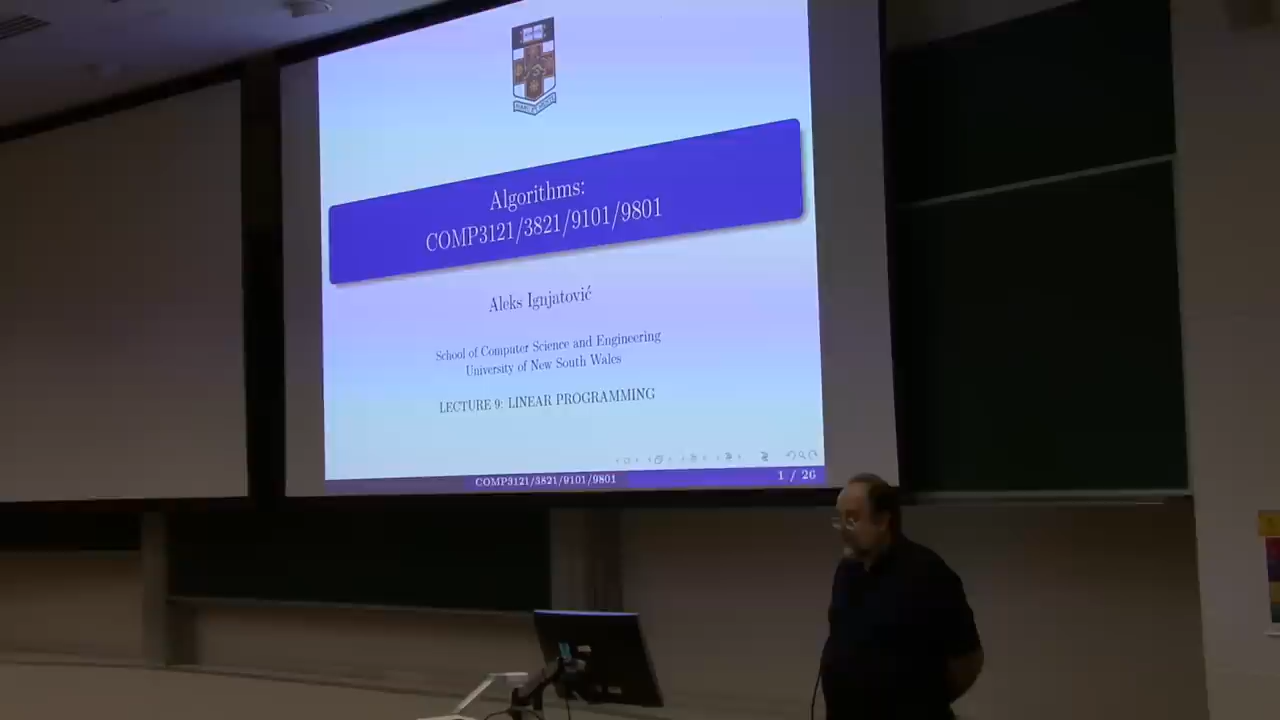 Algorithms:
COMP3121/3821/9101/9801
Aleks Ignjatović
School of Computer Science and Engineering
University of New South Wales
LECTURE 9: LINEAR PROGRAMMING
COMP3121/3821/9101/9801
1 / 26